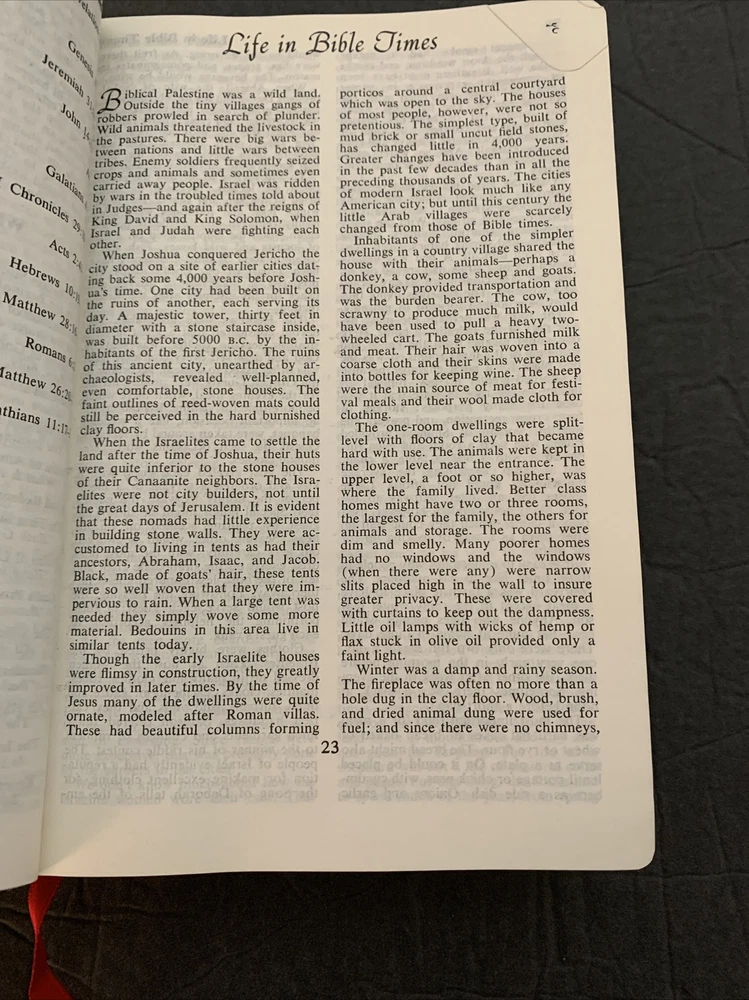 Genesi
Jeremiah 3
John 14
Galatian
Chronicles 29
Acts 2:
Hebrews 10:
Matthew 28:
Romans 6
Matthew 26:2
thians 11:17
Life in Bible Times
Biblical Palestine was a wild land.
Outside the tiny villages gangs of
robbers prowled in search of plunder.
Wild animals threatened the livestock in
the pastures. There were big wars be-
tween nations and little wars between
tribes. Enemy soldiers frequently seized
crops and animals and sometimes even
carried away people. Israel was ridden
by wars in the troubled times told about
in Judges—and again after the reigns of
King David and King Solomon, when
Israel and Judah were fighting each
other.
When Joshua conquered Jericho the
city stood on a site of earlier cities dat-
ing back some 4,000 years before Josh-
ua's time. One city had been built on
the ruins of another, each serving its
day. A majestic tower, thirty feet in
diameter with a stone staircase inside,
was built before 5000 B.C. by the in-
habitants of the first Jericho. The ruins
of this ancient city, unearthed by ar-
chaeologists, revealed well-planned,
even comfortable, stone houses. The
faint outlines of reed-woven mats could
still be perceived in the hard burnished
clay floors.
When the Israelites came to settle the
land after the time of Joshua, their huts
were quite inferior to the stone houses
of their Canaanite neighbors. The Isra-
elites were not city builders, not until
the great days of Jerusalem. It is evident
that these nomads had little experience
in building stone walls. They were ac-
customed to living in tents as had their
ancestors, Abraham, Isaac, and Jacob.
Black, made of goats' hair, these tents
were so well woven that they were im-
pervious to rain. When a large tent was
needed they simply wove some more
material. Bedouins in this area live in
similar tents today.
Though the early Israelite houses
were flimsy in construction, they greatly
improved in later times. By the time of
Jesus many of the dwellings were quite
ornate, modeled after Roman villas.
These had beautiful columns forming
porticos around a central courtyard
which was open to the sky. The houses
of most people, however, were not so
pretentious. The simplest type, built of
mud brick or small uncut field stones,
has changed little in 4,000 years.
Greater changes have been introduced
in the past few decades than in all the
preceding thousands of years. The cities
of modern Israel look much like any
American city; but until this century the
little Arab villages were scarcely
changed from those of Bible times.
Inhabitants of one of the simpler
dwellings in a country village shared the
house with their animals—perhaps a
donkey, a cow, some sheep and goats.
The donkey provided transportation and
was the burden bearer. The cow, too
scrawny to produce much milk, would
have been used to pull a heavy two-
wheeled cart. The goats furnished milk
and meat. Their hair was woven into a
coarse cloth and their skins were made
into bottles for keeping wine. The sheep
were the main source of meat for festi-
val meals and their wool made cloth for
clothing.
The one-room dwellings were split-
level with floors of clay that became
hard with use. The animals were kept in
the lower level near the entrance. The
upper level, a foot or so higher, was
where the family lived. Better class
homes might have two or three rooms,
the largest for the family, the others for
animals and storage. The rooms were
dim and smelly. Many poorer homes
had no windows and the windows
(when there were any) were narrow
slits placed high in the wall to insure
greater privacy. These were covered
with curtains to keep out the dampness.
Little oil lamps with wicks of hemp or
flax stuck in olive oil provided only a
faint light.
Winter was a damp and rainy season.
The fireplace was often no more than a
hole dug in the clay floor. Wood, brush,
and dried animal dung were used for
fuel; and since there were no chimneys,
23